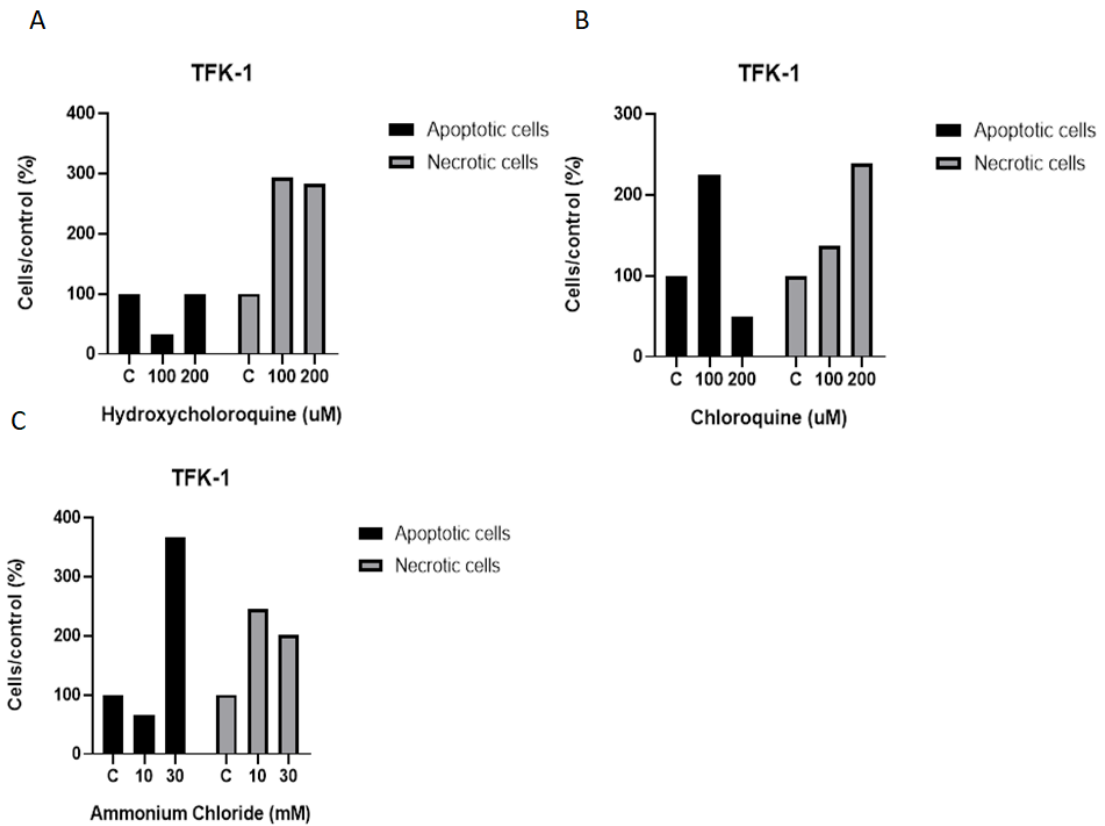 A
TFK-1
400
300
200
100
0
Cells/control (%)
C 100 200 C 100 200
Hydroxycholoroquine (uM)
Apoptotic cells
Necrotic cells
B
TFK-1
300
200
100
0
Cells/control (%)
C 100 200 C 100 200
Chloroquine (uM)
Apoptotic cells
Necrotic cells
C
TFK-1
400
300
200
100
0
Cells/control (%)
C 10 30 C 10 30
Ammonium Chloride (mM)
Apoptotic cells
Necrotic cells